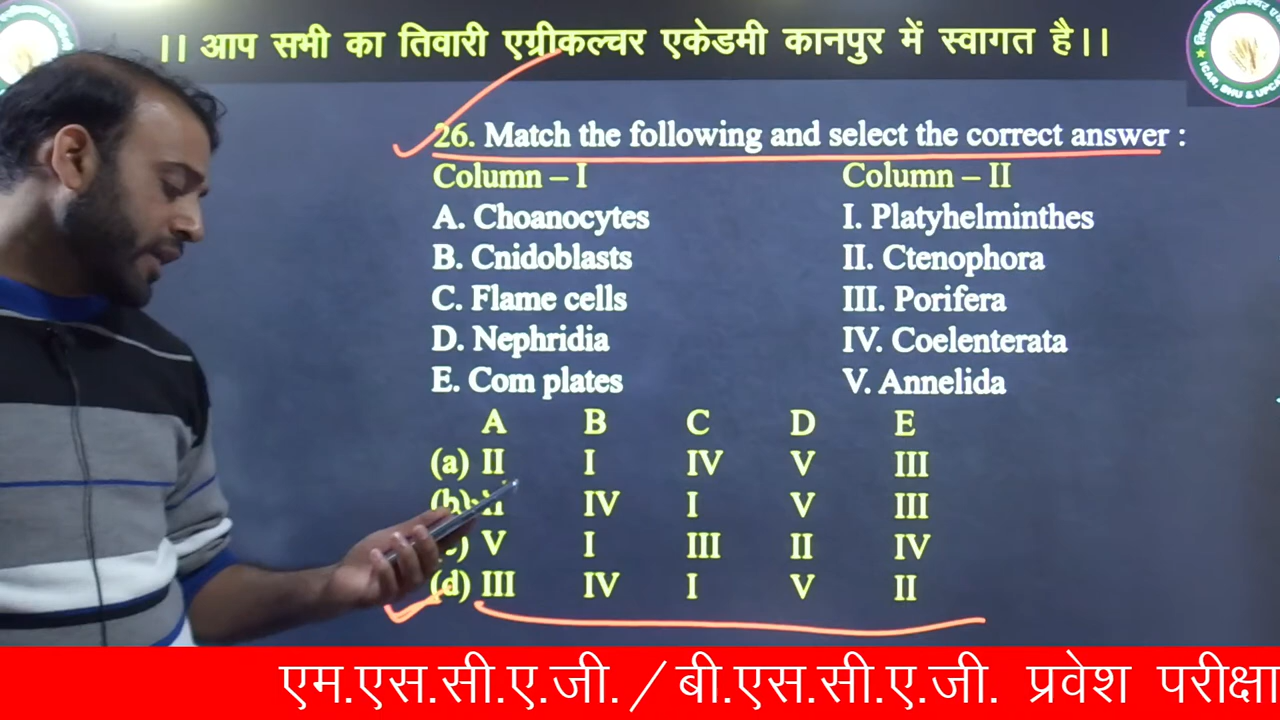 ।। आप सभी का तिवारी एग्रीकल्चर एकेडमी कानपुर में स्वागत है।।
26. Match the following and select the correct answer :
Column – I Column – II
A. Choanocytes I. Platyhelminthes
B. Cnidoblasts II. Ctenophora
C. Flame cells III. Porifera
D. Nephridia IV. Coelenterata
E. Com plates V. Annelida
A B C D E
(a) II I IV V III
(b) II IV I V III
V I III II IV
(d) III IV I V II
एम.एस.सी.ए.जी./बी.एस.सी.ए.जी. प्रवेश परीक्षा